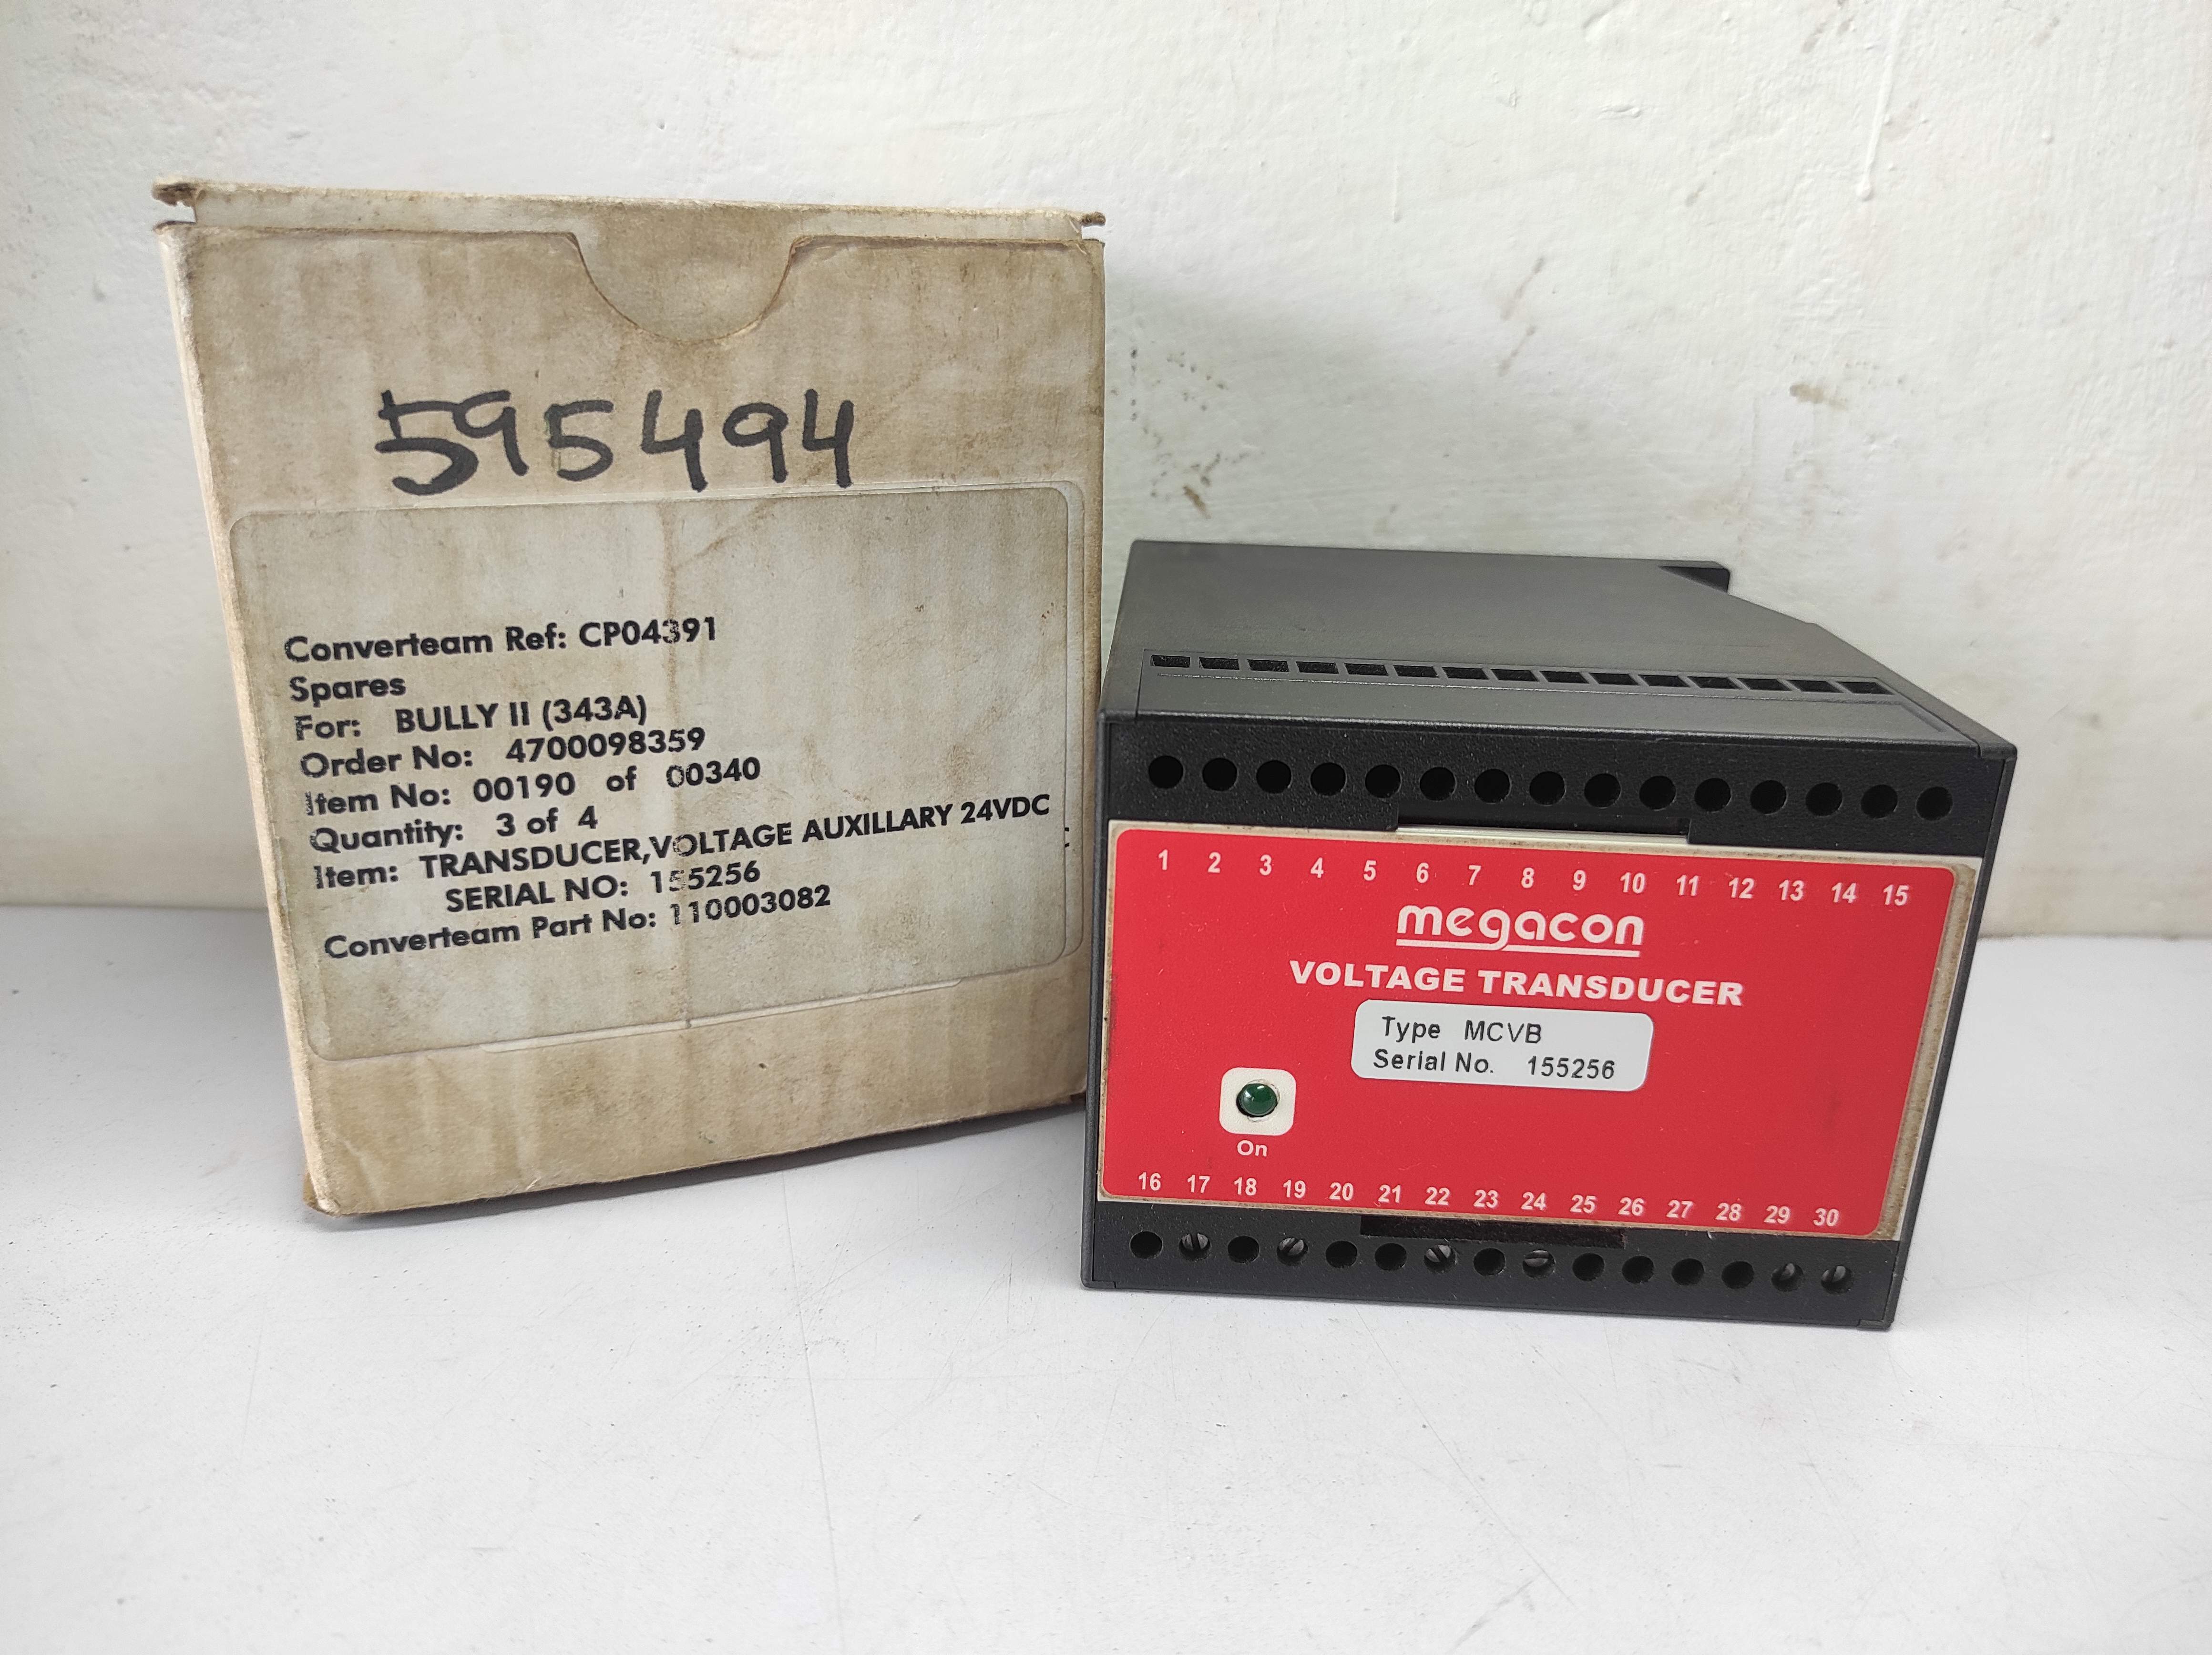 595494
Converteam Ref: CP04391
Spares
For: BULLY II (343A)
Order No: 4700098359
Item No: 00190 of 00340
Quantity: 3 of 4
Item: TRANSDUCER,VOLTAGE AUXILLARY 24VDC
SERIAL NO: 155256
Converteam Part No: 110003082
1 2 3 4 5 6 7 8 9 10 11 12 13 14 15
megacon
VOLTAGE TRANSDUCER
Type MCVB
Serial No. 155256
On
16 17 18 19 20 21 22 23 24 25 26 27 28 29 30